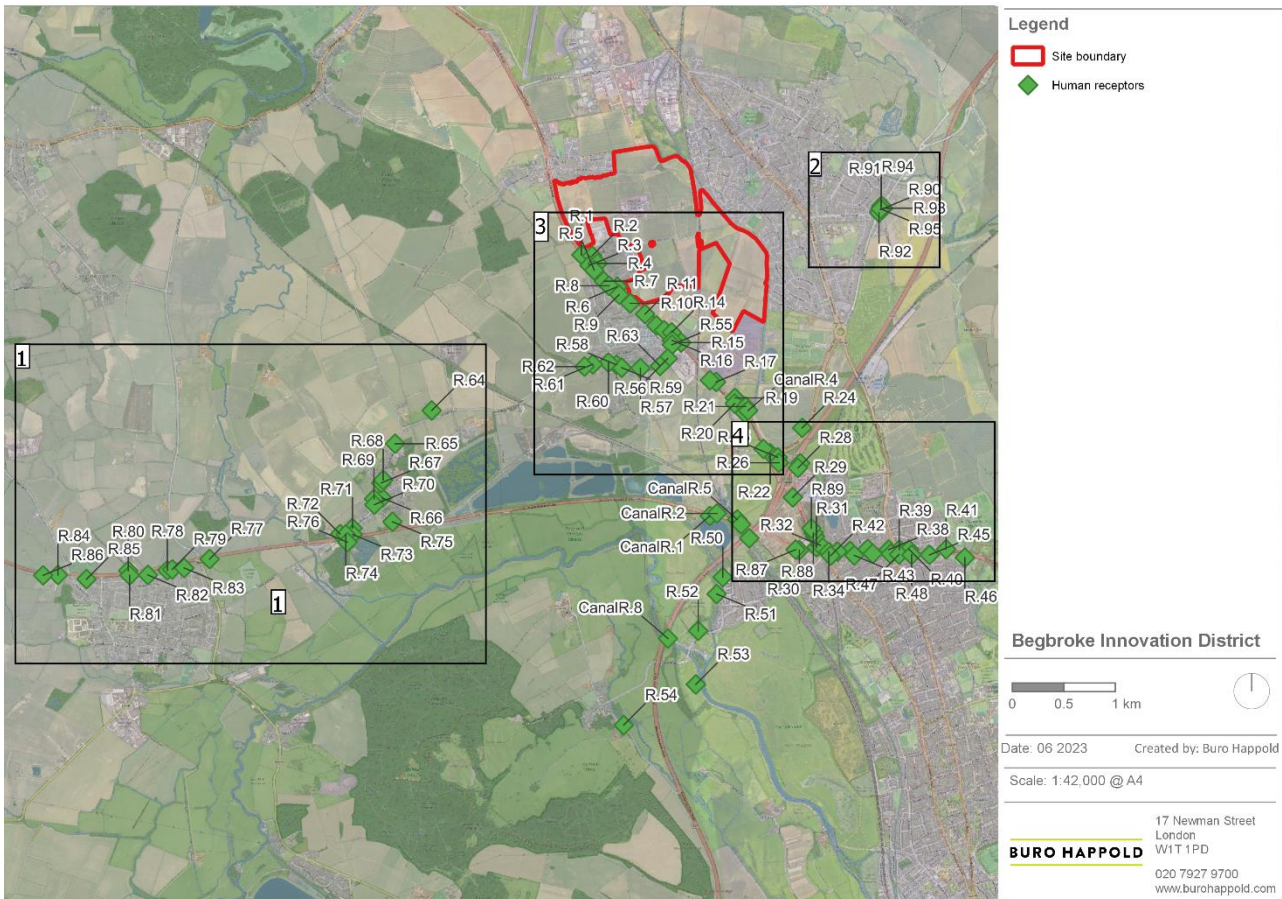 Legend
Site boundary
Human receptors
2
R.91 R.94
R.90
R.93
R.95
R.92
3
R.1
R.5
R.2
R.3
R.4
R.8
R.7
R.6
R.11
R.10 R.14
R.9
R.63
R.55
R.58
R.15
R.16
R.62
R.61
R.56
R.59
R.17
R.60
R.57
R.21
R.19
CanalR.4
R.20
R.24
4
R.28
R.26
R.29
R.22
R.89
CanalR.5
R.31
CanalR.2
R.32
R.42
R.39
R.38
R.41
R.45
R.50
CanalR.1
R.87
R.88
R.30
R.34
R.47
R.43
R.48
R.40
R.46
R.52
R.51
CanalR.8
R.53
R.54
1
R.64
R.68
R.65
R.69
R.67
R.70
R.71
R.72
R.66
R.76
R.75
R.73
R.74
R.84
R.80
R.78
R.77
R.86
R.85
R.79
R.81
R.82
R.83
1
Begbroke Innovation District
0 0.5 1 km
Date: 06 2023 Created by: Buro Happold
Scale: 1:42,000 @ A4
BURO HAPPOLD
17 Newman Street
London
W1T 1PD
020 7927 9700
www.burohappold.com